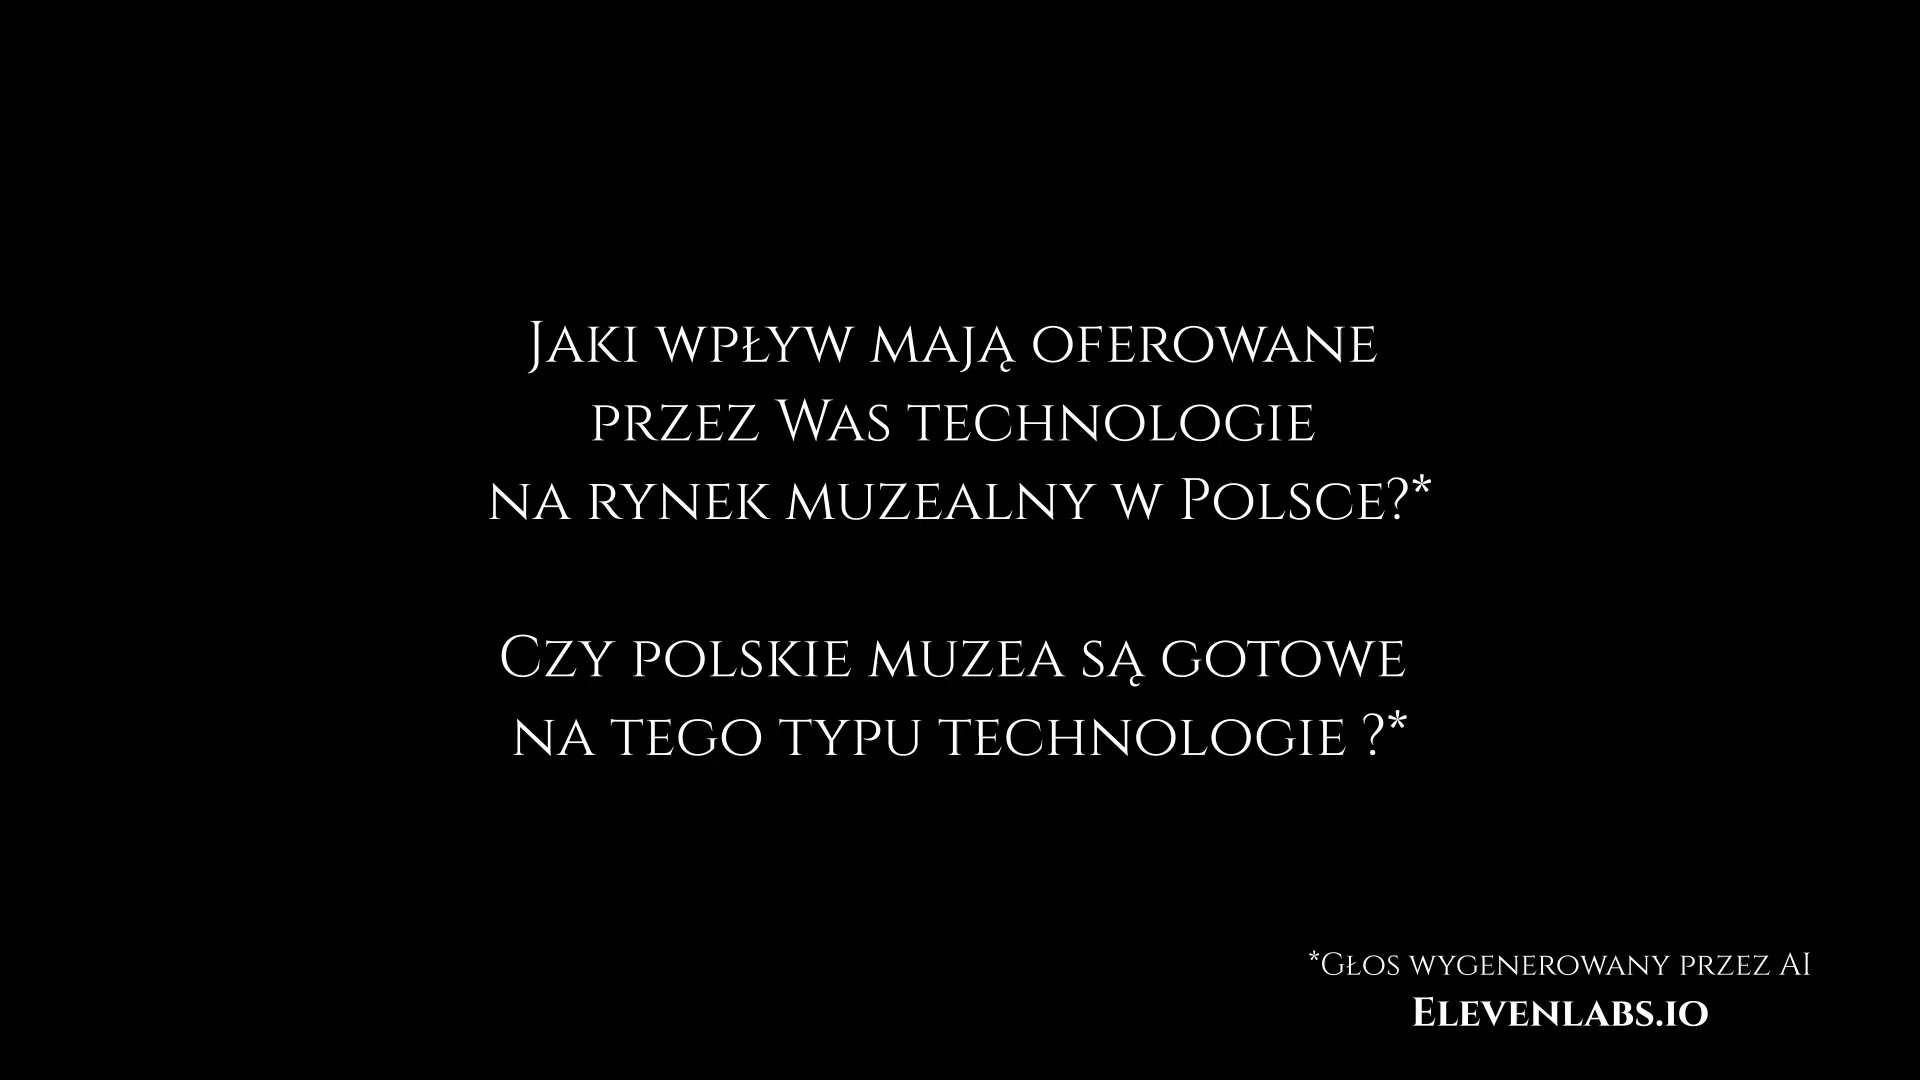 Jaki wpływ mają oferowane
przez Was technologie
na rynek muzealny w Polsce?*
Czy polskie muzea są gotowe
na tego typu technologie ?*
*Głos wygenerowany przez AI
Elevenlabs.io